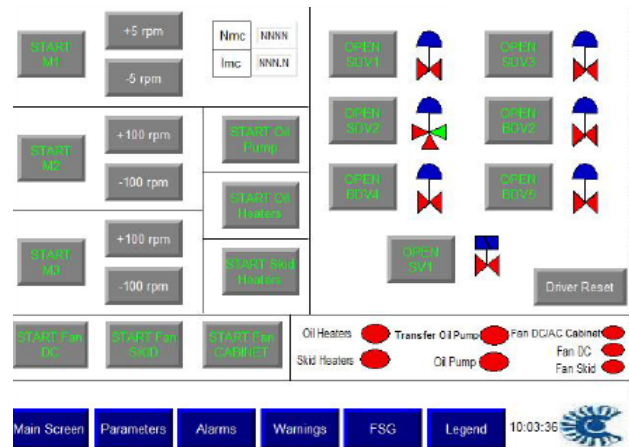 START
M1
+5 rpm
-5 rpm
Nmc NNNN
Imc NNN.N
START
M2
+100 rpm
-100 rpm
START
M3
+100 rpm
-100 rpm
START Oil
Pump
START Oil
Heaters
START Skid
Heaters
OPEN
SDV1
OPEN
SDV3
OPEN
SDV2
OPEN
BDV2
OPEN
BDV4
OPEN
BDV5
OPEN
SV1
Driver Reset
START Fan
DC
START Fan
SKID
START Fan
CABINET
Oil Heaters
Transfer Oil Pump
Fan DC/AC Cabinet
Skid Heaters
Oil Pump
Fan DC
Fan Skid
Main Screen
Parameters
Alarms
Warnings
FSG
Legend
10:03:36